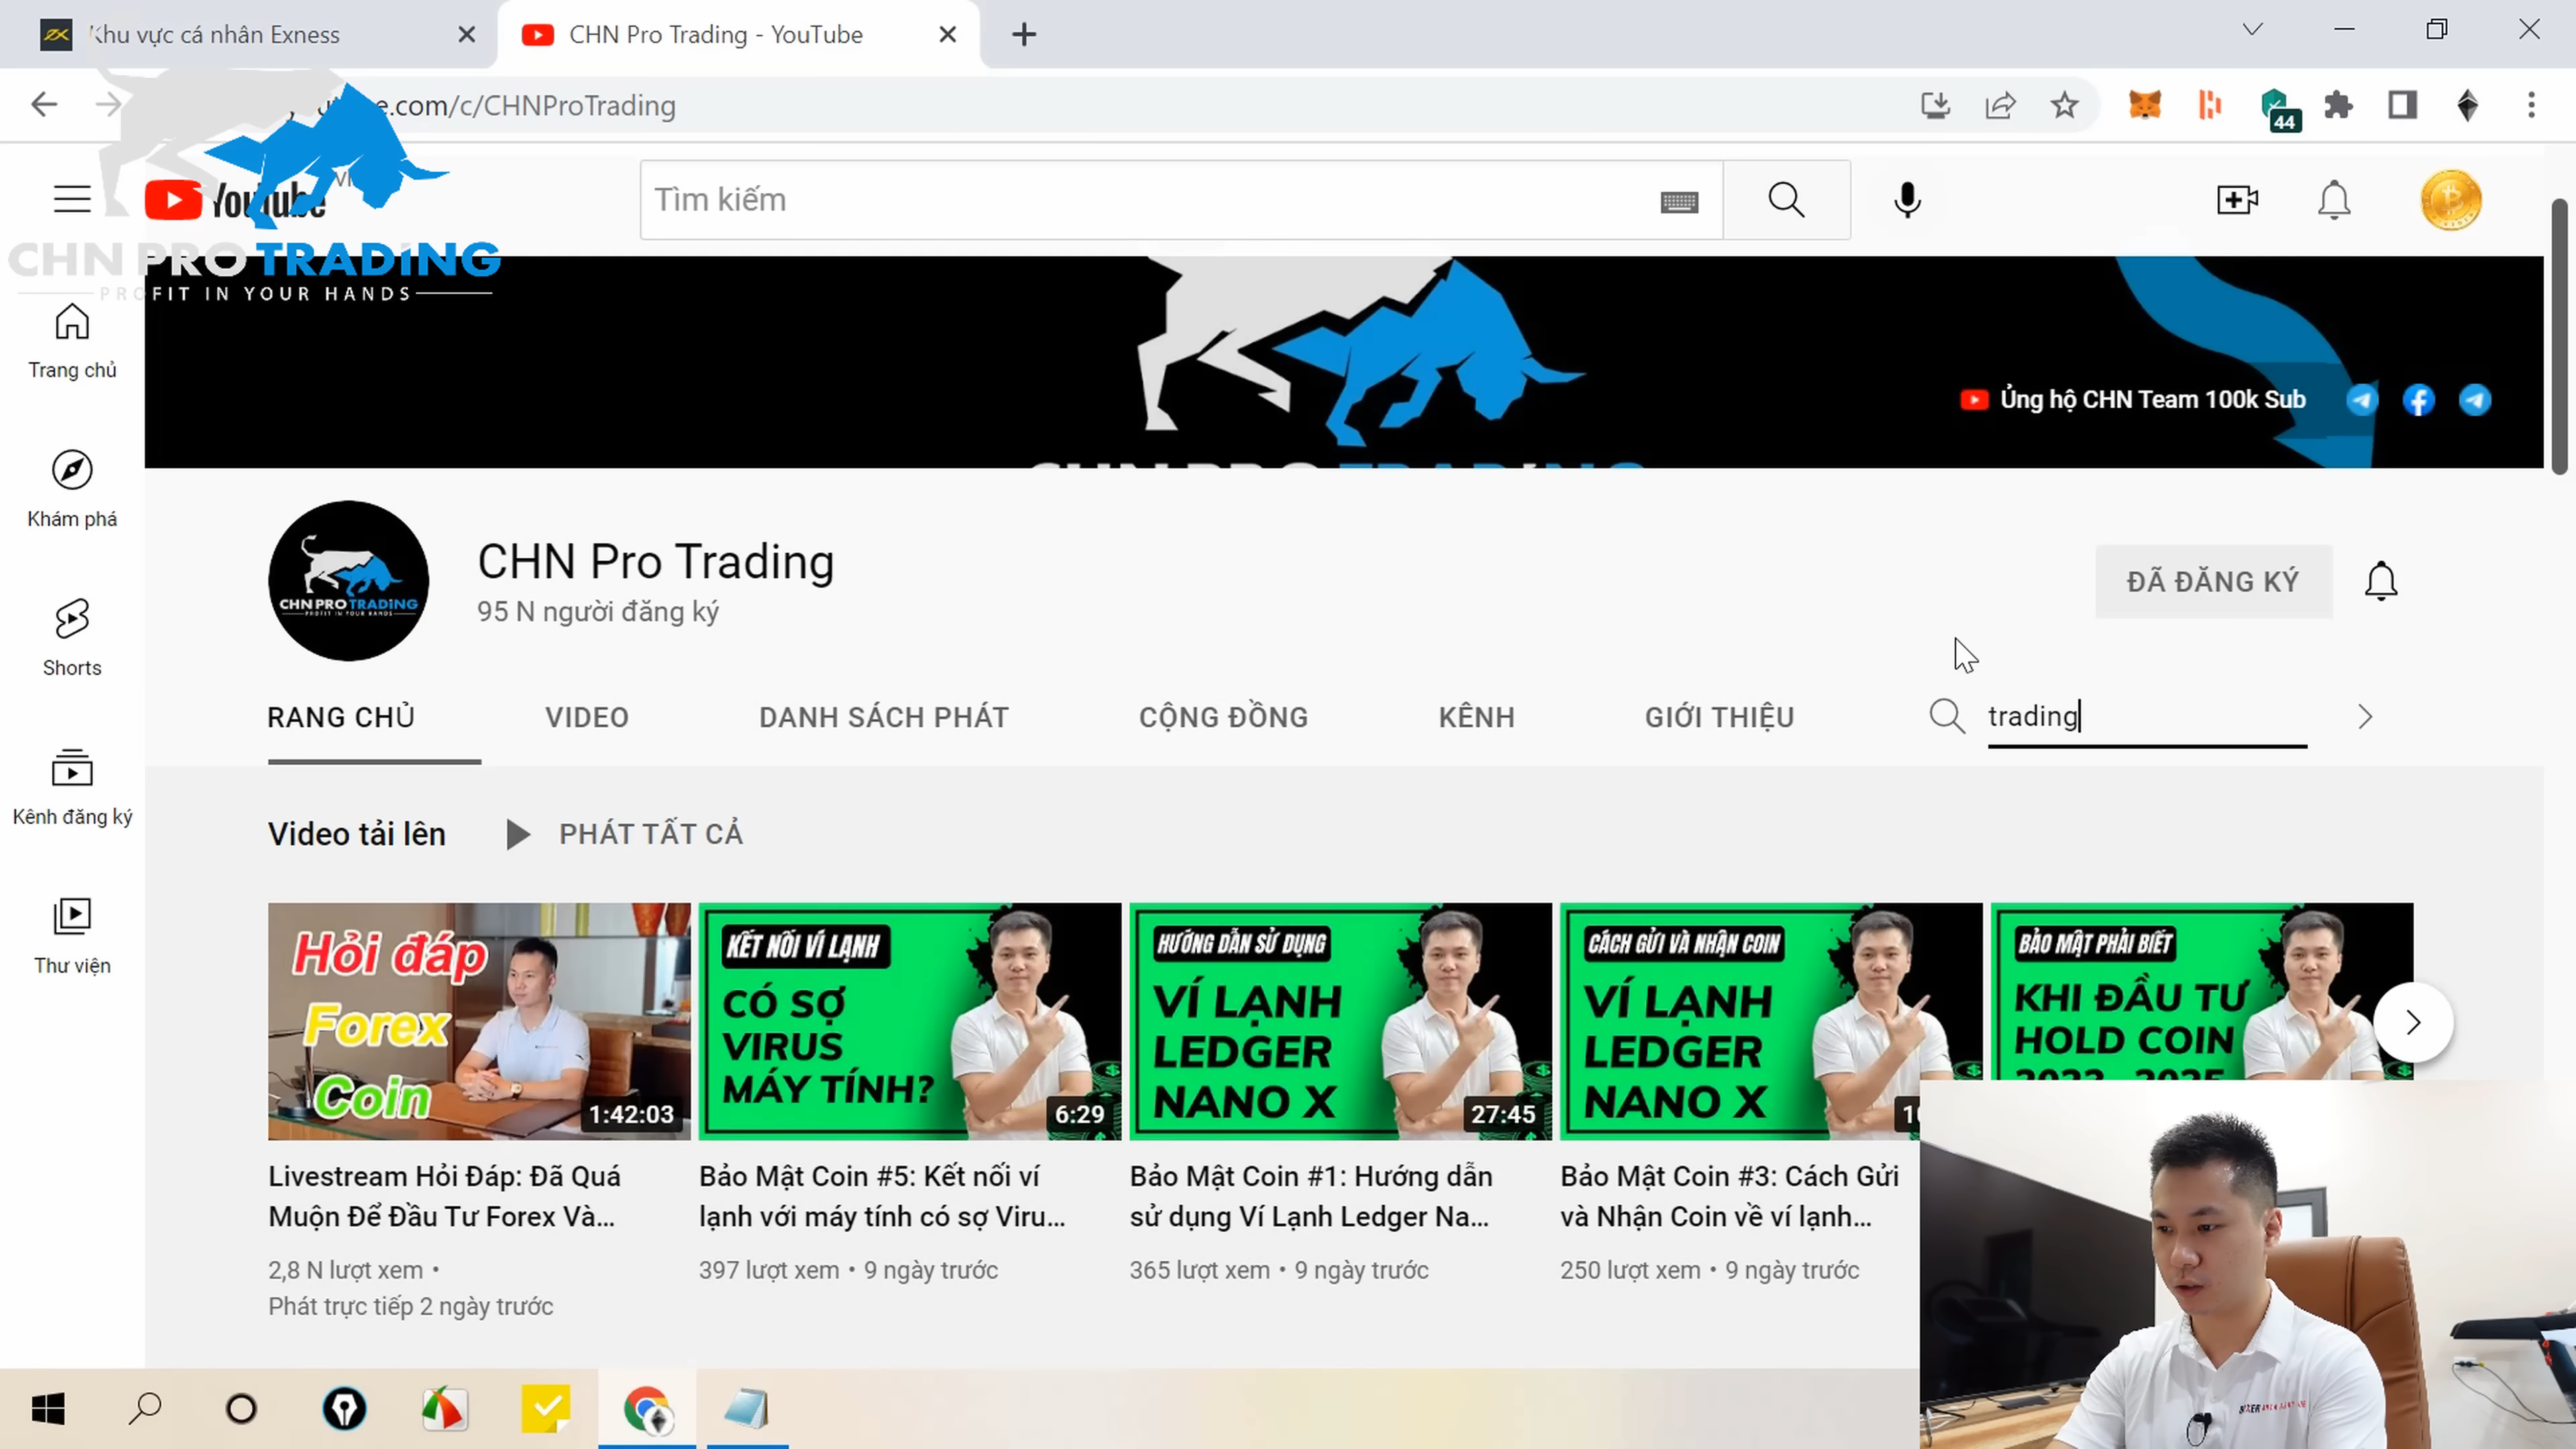 Khu vực cá nhân Exness
CHN Pro Trading - YouTube
utube.com/c/CHNProTrading
44
YouTube
VN
Tìm kiếm
CHN PRO TRADiNG
PROFIT IN YOUR HANDS
Ủng hộ CHN Team 100k Sub
Trang chủ
Khám phá
Shorts
Kênh đăng ký
Thư viện
CHN PRO TRADING
CHN Pro Trading
95 N người đăng ký
ĐÃ ĐĂNG KÝ
RANG CHỦ
VIDEO
DANH SÁCH PHÁT
CỘNG ĐỒNG
KÊNH
GIỚI THIỆU
trading
Video tải lên
PHÁT TẤT CẢ
Hỏi đáp
Forex
Coin
1:42:03
KẾT NỐI VÍ LẠNH
CÓ SỢ
VIRUS
MÁY TÍNH?
6:29
HƯỚNG DẪN SỬ DỤNG
VÍ LẠNH
LEDGER
NANO X
27:45
CÁCH GỬI VÀ NHẬN COIN
VÍ LẠNH
LEDGER
NANO X
BẢO MẬT PHẢI BIẾT
KHI ĐẦU TƯ
HOLD COIN
2023 - 2025
Livestream Hỏi Đáp: Đã Quá
Muộn Để Đầu Tư Forex Và...
2,8 N lượt xem •
Phát trực tiếp 2 ngày trước
Bảo Mật Coin #5: Kết nối ví
lạnh với máy tính có sợ Viru...
397 lượt xem • 9 ngày trước
Bảo Mật Coin #1: Hướng dẫn
sử dụng Ví Lạnh Ledger Na...
365 lượt xem • 9 ngày trước
Bảo Mật Coin #3: Cách Gửi
và Nhận Coin về ví lạnh...
250 lượt xem • 9 ngày trước